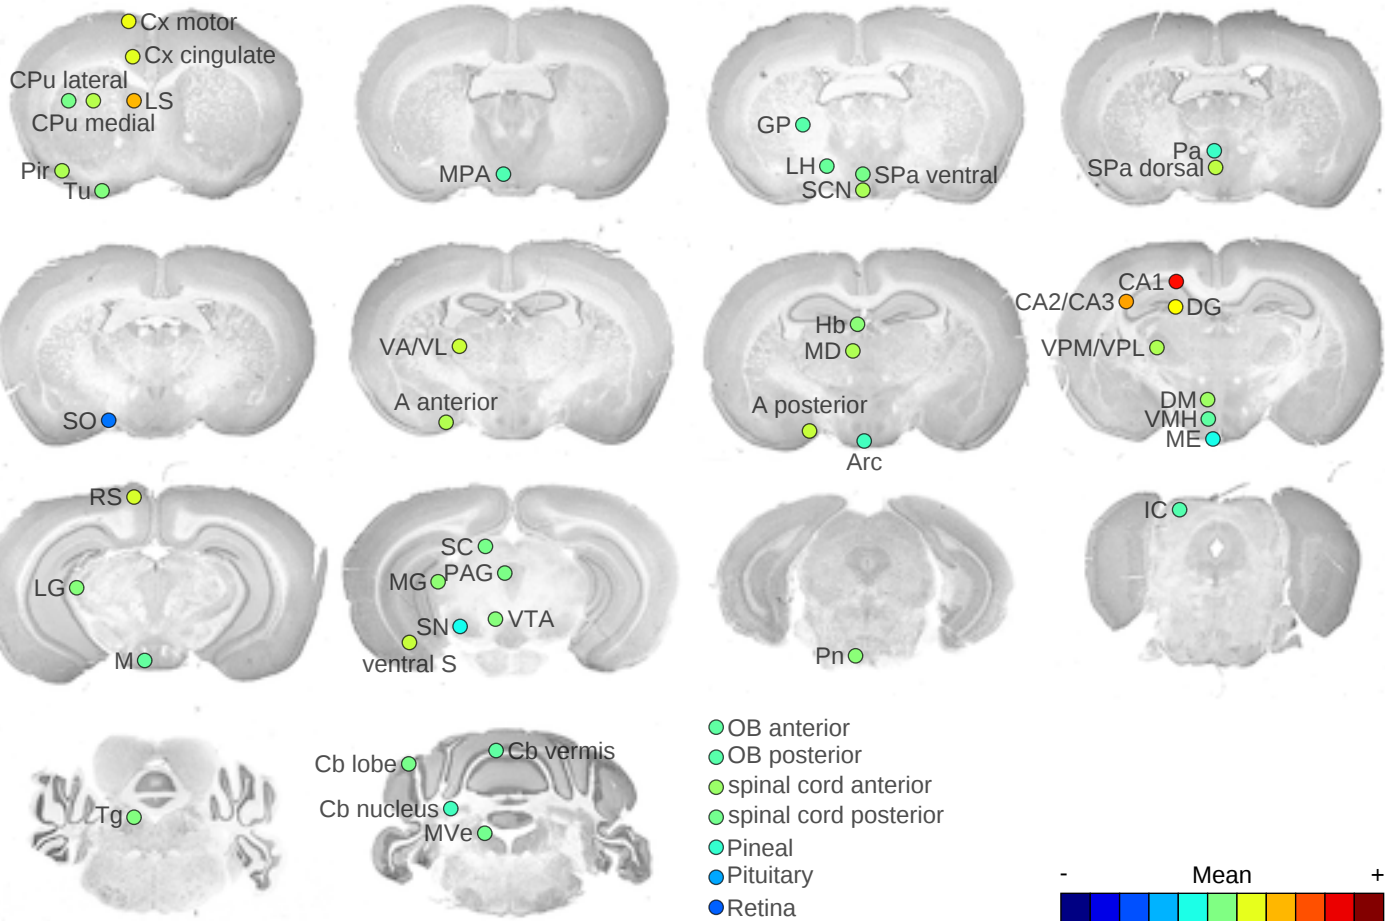 Cx motor
Cx cingulate
CPu lateral
LS
CPu medial
Pir
Tu
MPA
GP
LH
SPa ventral
SCN
Pa
SPa dorsal
SO
VA/VL
A anterior
Hb
MD
A posterior
Arc
CA1
CA2/CA3
DG
VPM/VPL
DM
VMH
ME
RS
LG
M
SC
MG
PAG
SN
VTA
ventral S
Pn
IC
Tg
Cb lobe
Cb vermis
Cb nucleus
MVe
OB anterior
OB posterior
spinal cord anterior
spinal cord posterior
Pineal
Pituitary
Retina
- Mean +